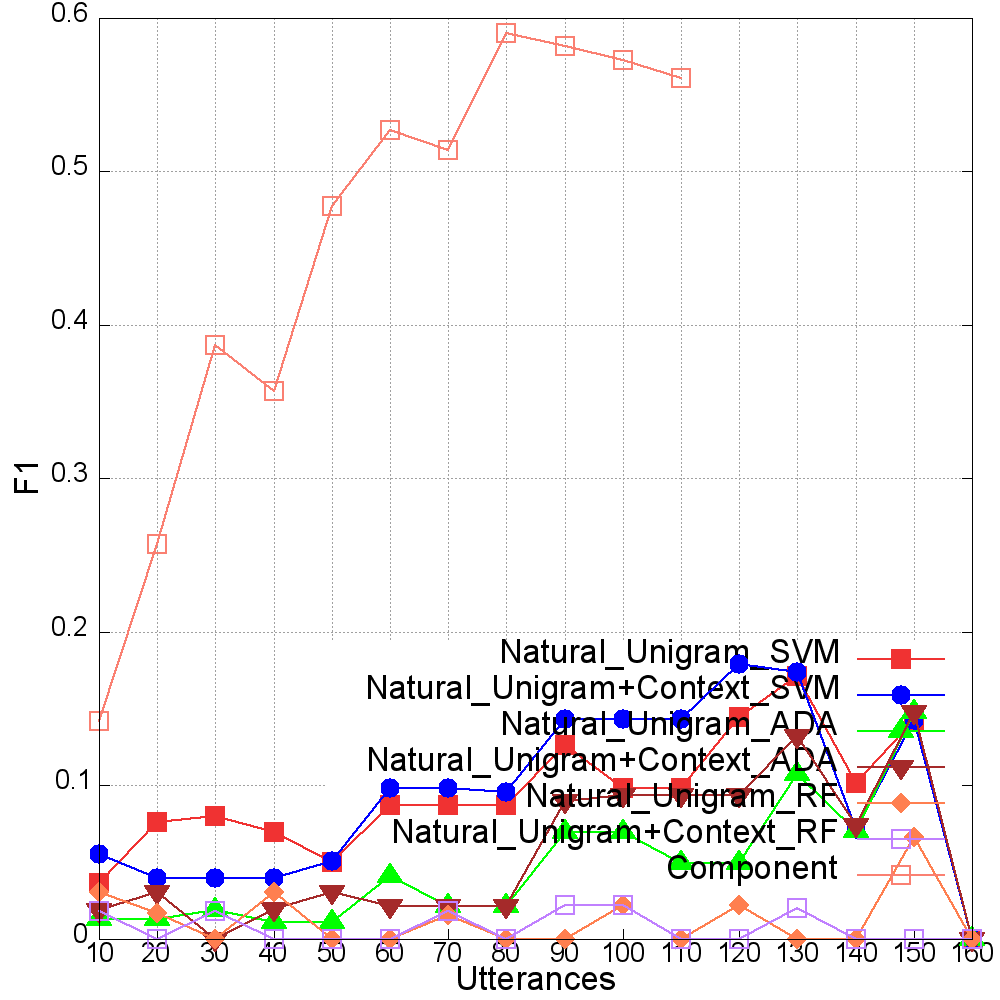 0.6
0.5
0.4
0.3
0.2
0.1
0
F1
Natural_Unigram_SVM
Natural_Unigram+Context_SVM
Natural_Unigram_ADA
Natural_Unigram+Context_ADA
Natural_Unigram_RF
Natural_Unigram+Context_RF
Component
10 20 30 40 50 60 70 80 90 100 110 120 130 140 150 160
Utterances